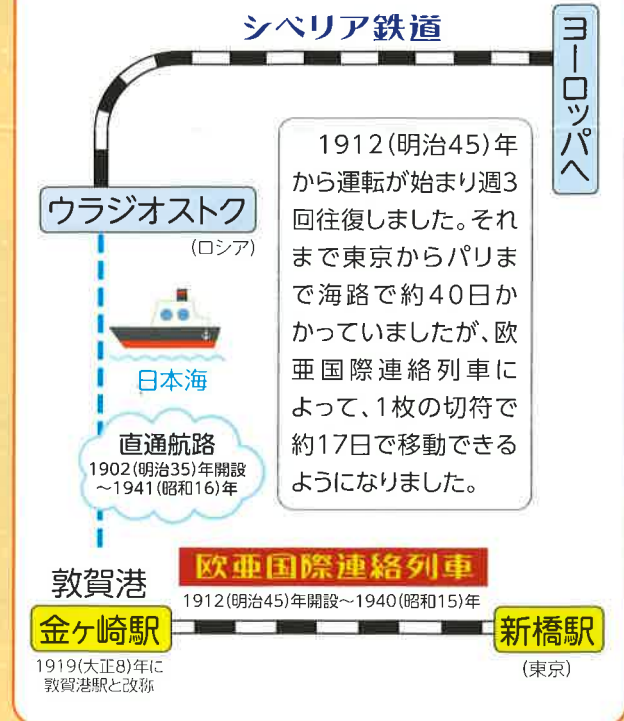 シベリア鉄道
ヨーロッパへ
ウラジオストク
(ロシア)
1912(明治45)年
から運転が始まり週3
回往復しました。それ
まで東京からパリま
で海路で約40日か
かっていましたが、欧
亜国際連絡列車に
よって、1枚の切符で
約17日で移動できる
ようになりました。
日本海
直通航路
1902(明治35)年開設
~1941(昭和16)年
敦賀港
欧亜国際連絡列車
1912(明治45)年開設~1940(昭和15)年
金ヶ崎駅
新橋駅
1919(大正8)年に
敦賀港駅と改称
(東京)